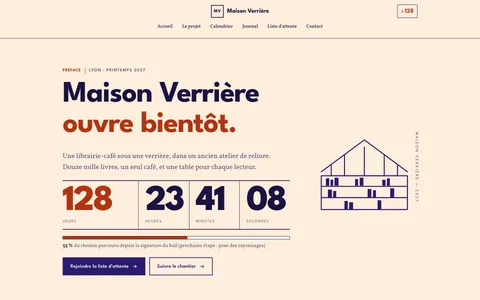 MV Maison Verrière
128
Accueil Le projet Calendrier Journal Liste d'attente Contact
PRÉFACE | LYON · PRINTEMPS 2027
Maison Verrière
ouvre bientôt.
Une librairie-café sous une verrière, dans un ancien atelier de reliure.
Douze mille livres, un seul café, et une table pour chaque lecteur.
128 23 41 08
JOURS HEURES MINUTES SECONDES
55 % du chemin parcouru depuis la signature du bail (prochaine étape : pose des rayonnages)
Rejoindre la liste d'attente → Suivre le chantier →
MAISON VERRIÈRE — 2027